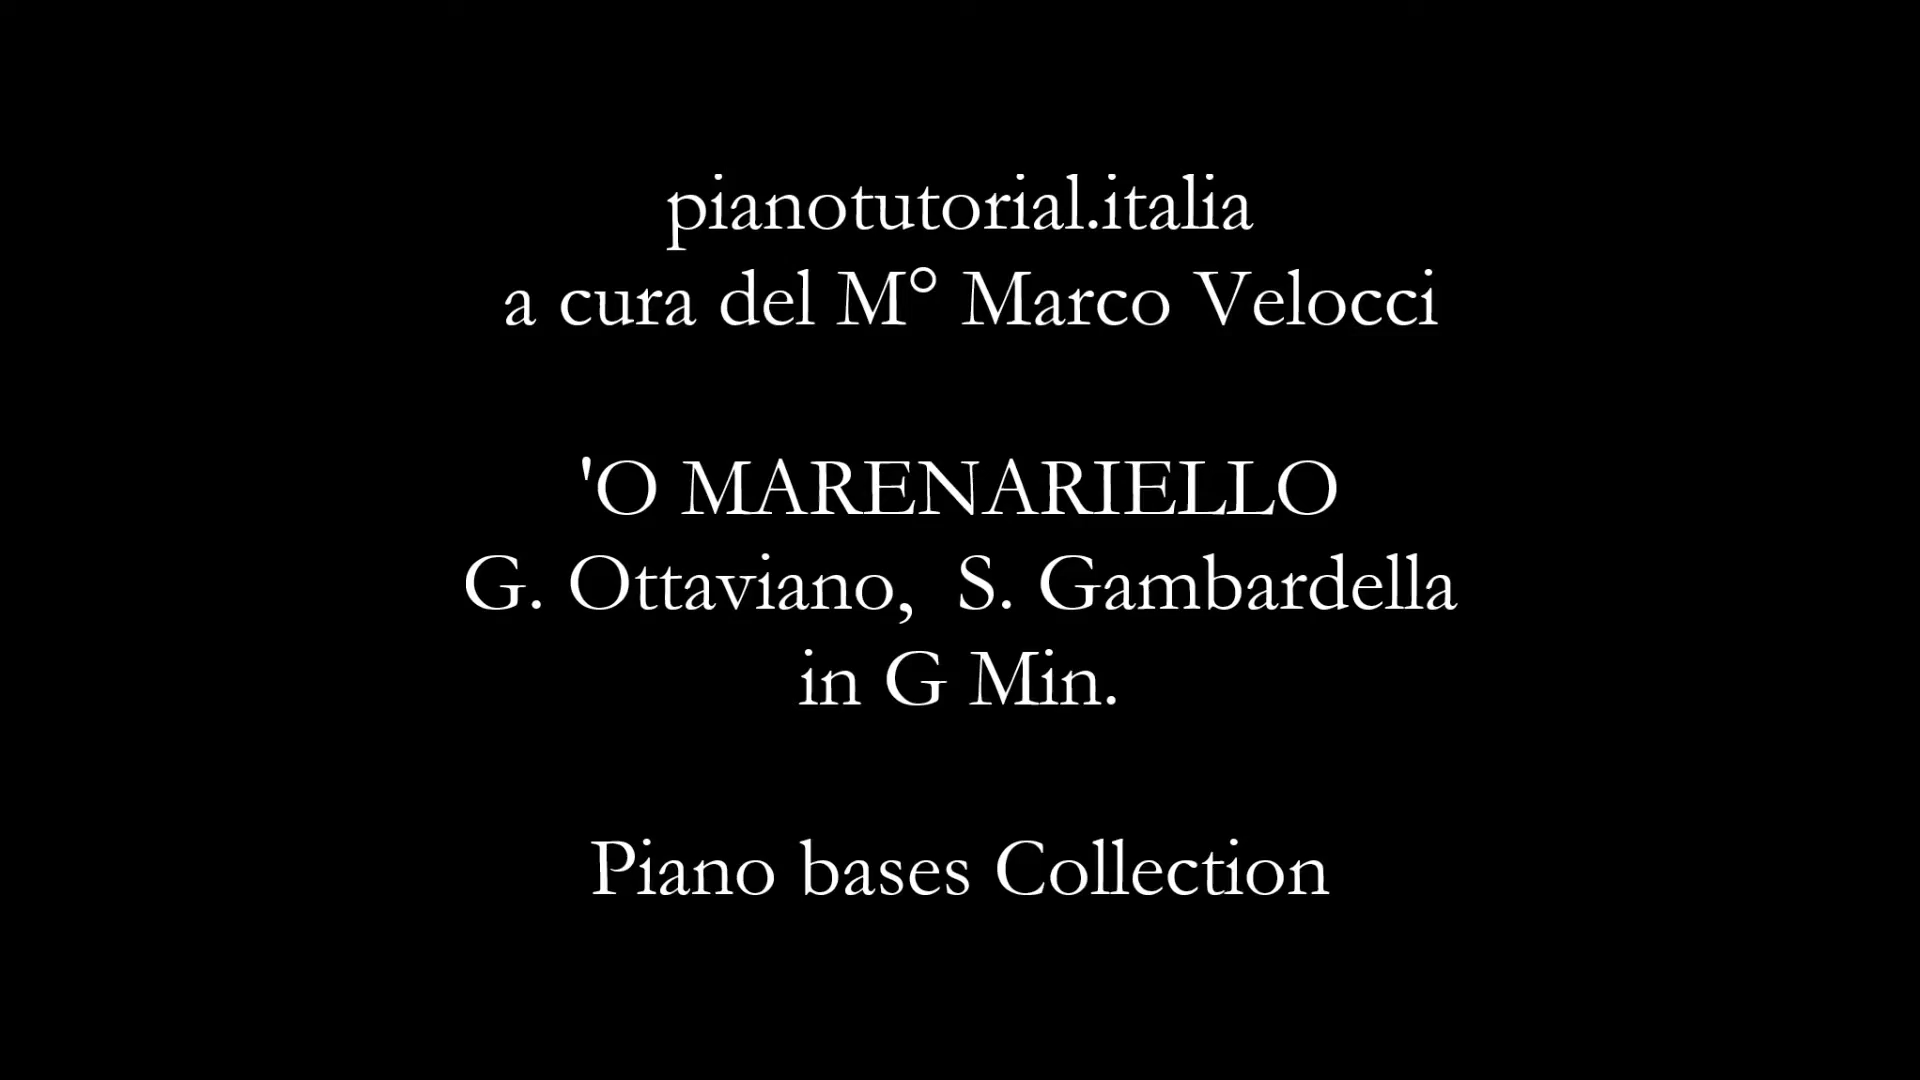 pianotutorial.italia
a cura del M° Marco Velocci
'O MARENARIELLO
G. Ottaviano, S. Gambardella
in G Min.
Piano bases Collection